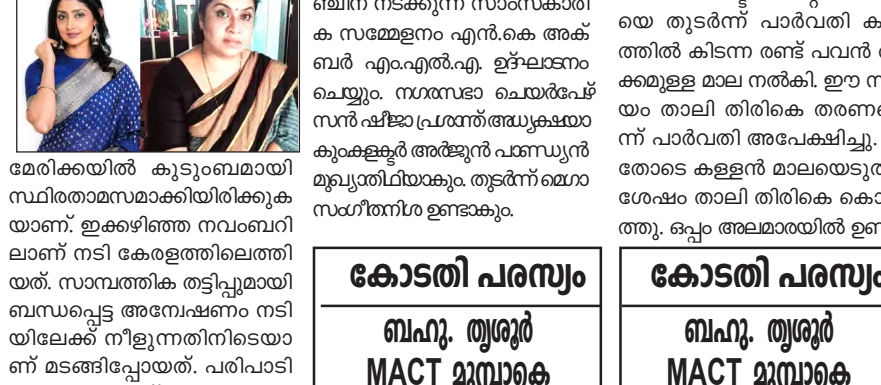 മേരിക്കയിൽ കുടുംബമായി
സ്ഥിരതാമസമാക്കിയിരിക്കുക
യാണ്. ഇക്കഴിഞ്ഞ നവംബറി
ലാണ് നടി കേരളത്തിലെത്തി
യത്. സാമ്പത്തിക തട്ടിപ്പുമായി
ബന്ധപ്പെട്ട അന്വേഷണം നടി
യിലേക്ക് നീളുന്നതിനിടെയാ
ണ് മടങ്ങിപ്പോയത്. പരിപാടി
ഞ്ചിന് നടക്കുന്ന സാംസ്കാരി
ക സമ്മേളനം എൻ.കെ അക്
ബർ എം.എൽ.എ. ഉദ്ഘാടനം
ചെയ്യും. നഗരസഭാ ചെയർപേഴ്
സൻ ഷീജാ പ്രശാന്ത് അധ്യക്ഷയാ
കും.കളക്ടർ അർജുൻ പാണ്ഡ്യൻ
മുഖ്യാതിഥിയാകും. തുടർന്ന് മെഗാ
സംഗീതനിശ ഉണ്ടാകും.
കോടതി പരസ്യം
ബഹു. തൃശൂർ
MACT മുമ്പാകെ
യെ തുടർന്ന് പാർവതി
ത്തിൽ കിടന്ന രണ്ട് പവൻ
ക്കമുള്ള മാല നൽകി. ഈ
യം താലി തിരികെ
ന്ന് പാർവതി അപേക്ഷിച്ചു.
തോടെ കള്ളൻ
ശേഷം താലി തിരികെ
ത്തു. ഒപ്പം അലമാരയിൽ
കോടതി പരസ്യം
ബഹു. തൃശൂർ
MACT മുമ്പാകെ